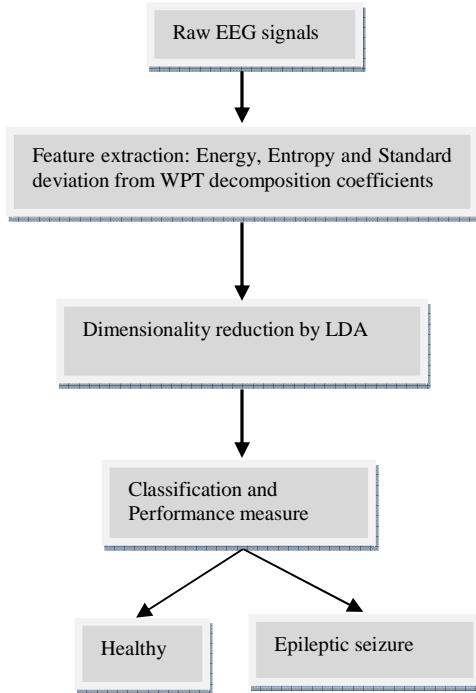 Raw EEG signals
Feature extraction: Energy, Entropy and Standard
deviation from WPT decomposition coefficients
Dimensionality reduction by LDA
Classification and
Performance measure
Healthy
Epileptic seizure